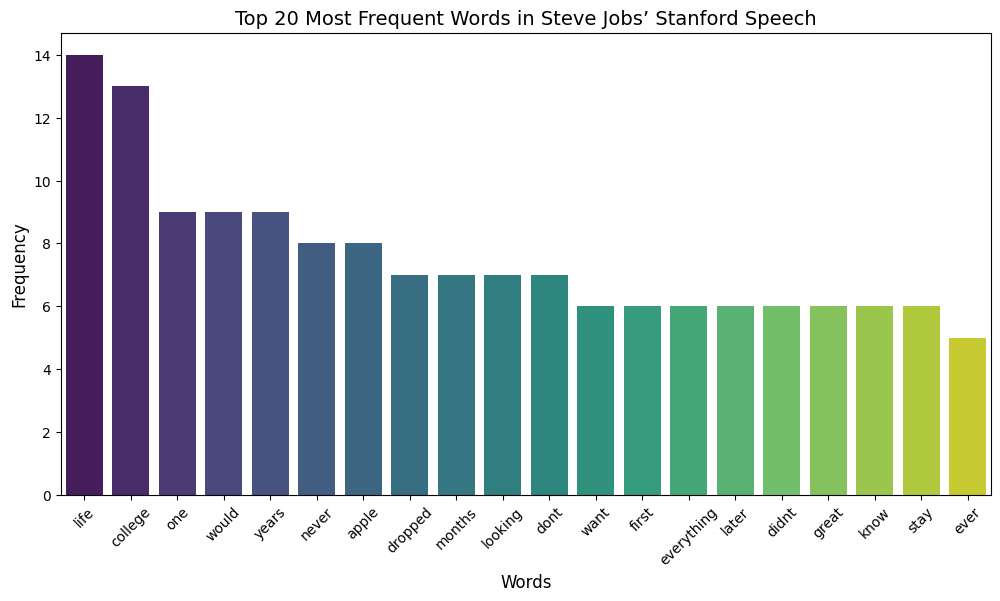 Top 20 Most Frequent Words in Steve Jobs’ Stanford Speech
Frequency
14
12
10
8
6
4
2
0
life
college
one
would
years
never
apple
dropped
months
looking
dont
want
first
everything
later
didnt
great
know
stay
ever
Words